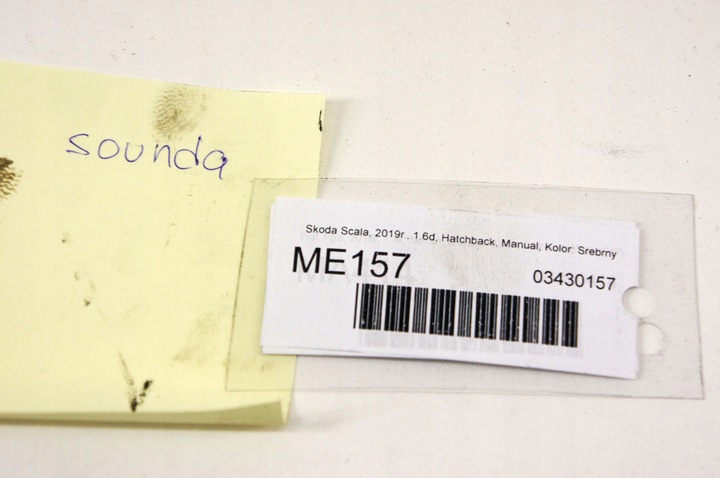 sounda
Skoda Scala, 2019r., 1.6d, Hatchback, Manual, Kolor: Srebrny
ME157
03430157